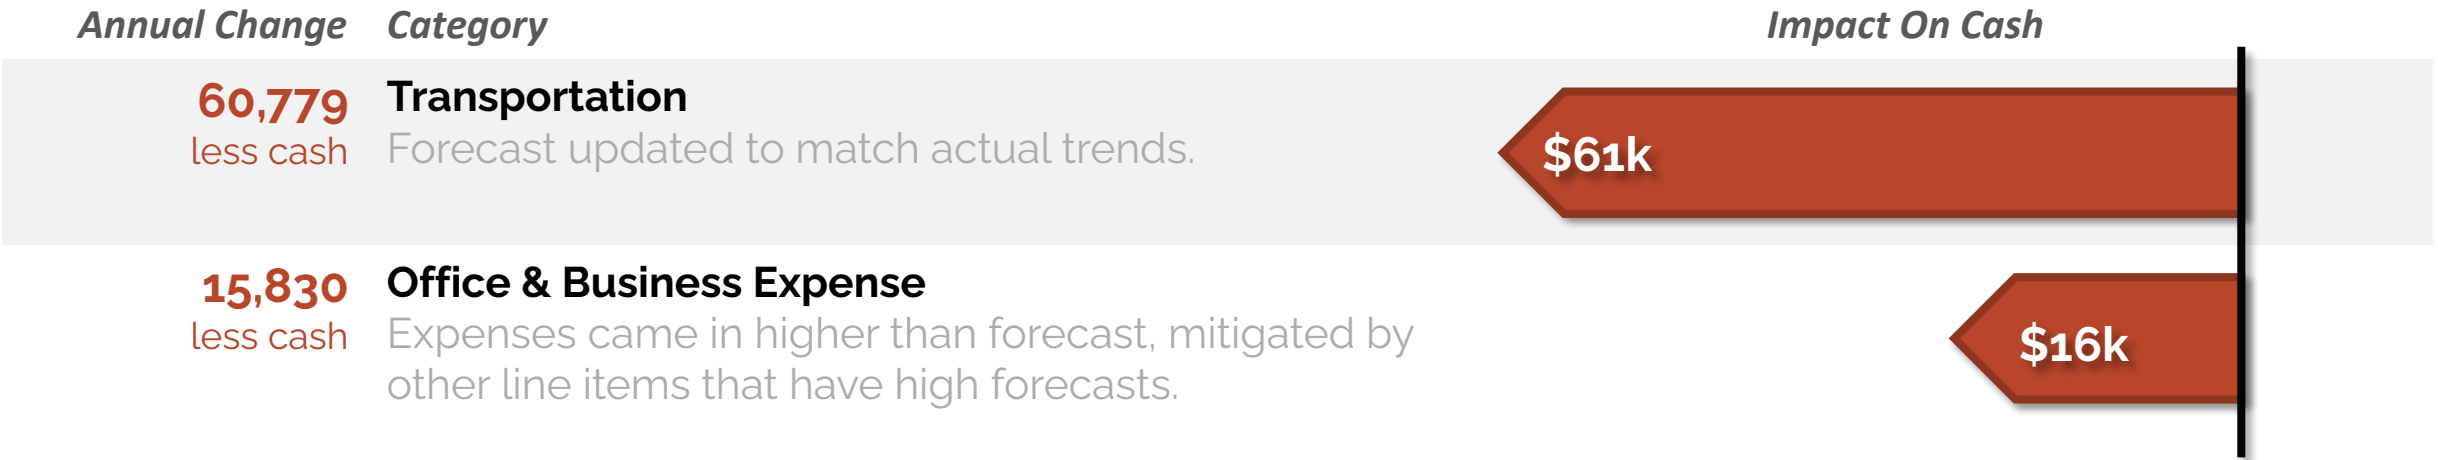 Annual Change Category Impact On Cash
60,779 Transportation
less cash Forecast updated to match actual trends.
$61k
15,830 Office & Business Expense
less cash Expenses came in higher than forecast, mitigated by
other line items that have high forecasts.
$16k